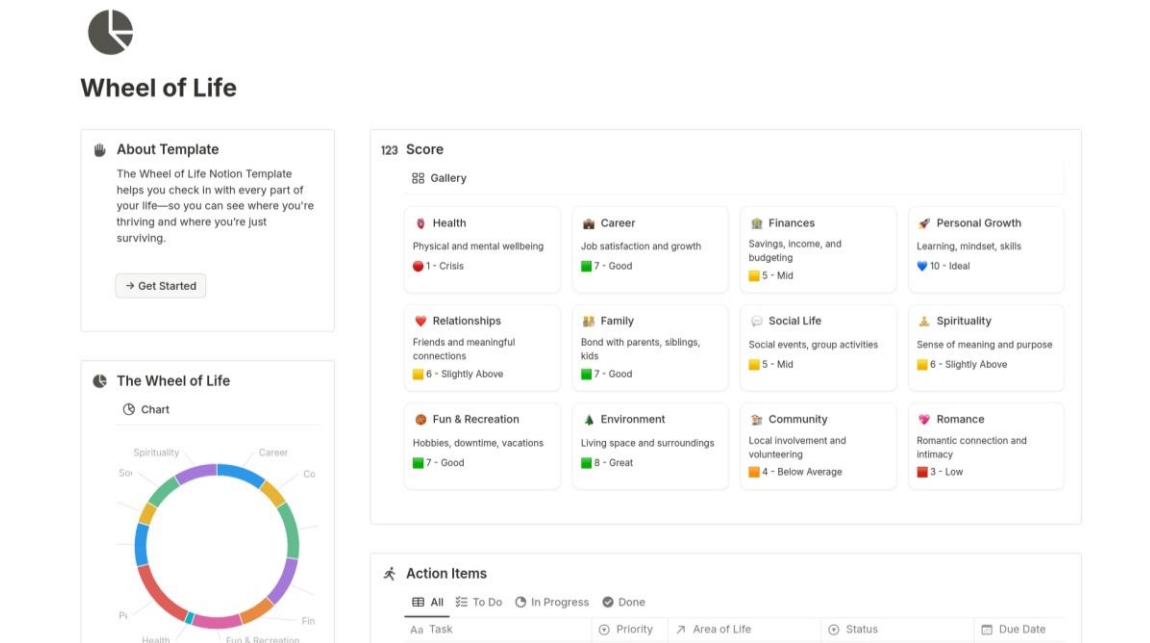 Wheel of Life
About Template
The Wheel of Life Notion Template
helps you check in with every part of
your life—so you can see where you're
thriving and where you're just
surviving.
→ Get Started
The Wheel of Life
Chart
Spirituality
Career
So
Co
Pe
Fin
Health
Fun & Recreation
123 Score
Gallery
Health
Physical and mental wellbeing
1 - Crisis
Career
Job satisfaction and growth
7 - Good
Finances
Savings, income, and
budgeting
5 - Mid
Personal Growth
Learning, mindset, skills
10 - Ideal
Relationships
Friends and meaningful
connections
6 - Slightly Above
Family
Bond with parents, siblings,
kids
7 - Good
Social Life
Social events, group activities
5 - Mid
Spirituality
Sense of meaning and purpose
6 - Slightly Above
Fun & Recreation
Hobbies, downtime, vacations
7 - Good
Environment
Living space and surroundings
8 - Great
Community
Local involvement and
volunteering
4 - Below Average
Romance
Romantic connection and
intimacy
3 - Low
Action Items
All To Do In Progress Done
Aa Task Priority Area of Life Status Due Date